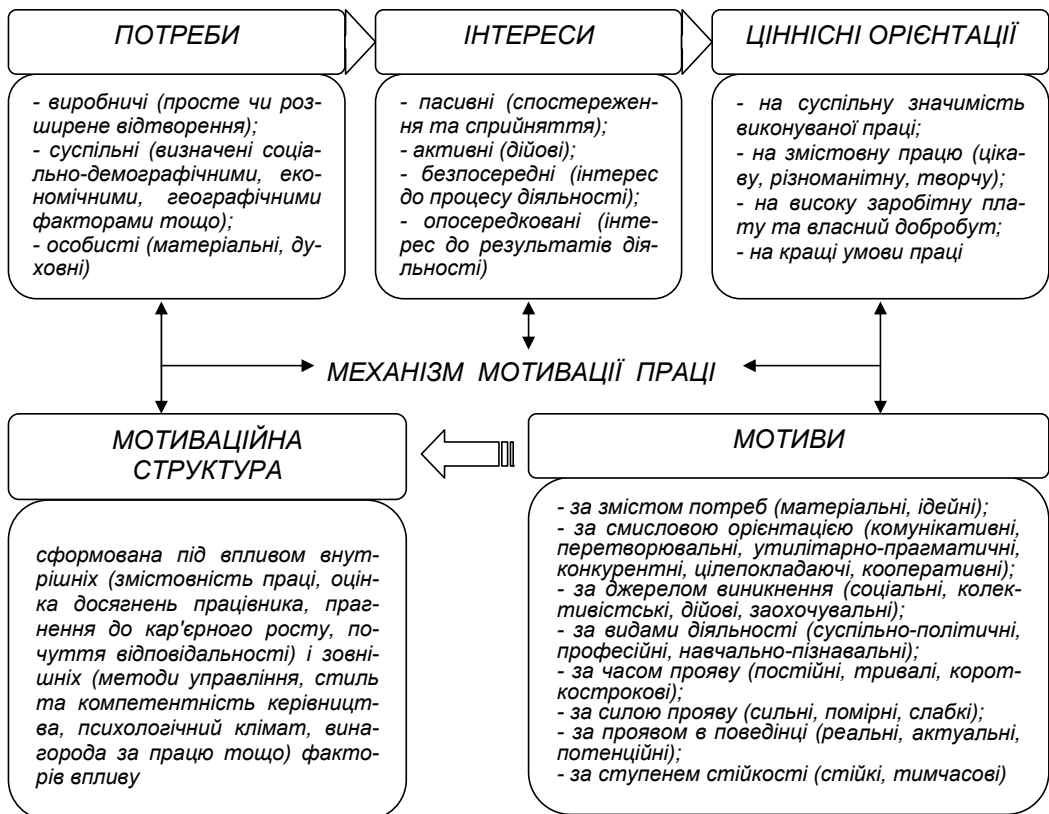 ПОТРЕБИ
ІНТЕРЕСИ
ЦІННІСНІ ОРІЄНТАЦІЇ
- виробничі (просте чи роз-
ширене відтворення);
- суспільні (визначені соціа-
льно-демографічними, еко-
номічними, географічними
факторами тощо);
- особисті (матеріальні, ду-
ховні)
- пасивні (спостережен-
ня та сприйняття);
- активні (дійові);
- безпосередні (інтерес
до процесу діяльності);
- опосередковані (інте-
рес до результатів дія-
льності)
- на суспільну значимість
виконуваної праці;
- на змістовну працю (ціка-
ву, різноманітну, творчу);
- на високу заробітну пла-
ту та власний добробут;
- на кращі умови праці
МЕХАНІЗМ МОТИВАЦІЇ ПРАЦІ
МОТИВАЦІЙНА
СТРУКТУРА
сформована під впливом внут-
рішніх (змістовність праці, оці-
нка досягнень працівника, праг-
нення до кар'єрного росту, по-
чуття відповідальності) і зовні-
шніх (методи управління, стиль
та компетентність керівницт-
ва, психологічний клімат, вина-
города за працю тощо) факто-
рів впливу
МОТИВИ
- за змістом потреб (матеріальні, ідейні);
- за смисловою орієнтацією (комунікативні,
перетворювальні, утилітарно-прагматичні,
конкурентні, цілепокладаючі, кооперативні);
- за джерелом виникнення (соціальні, колек-
тивістські, дійові, заохочувальні);
- за видами діяльності (суспільно-політичні,
професійні, навчально-пізнавальні);
- за часом прояву (постійні, тривалі, корот-
кострокові);
- за силою прояву (сильні, помірні, слабкі);
- за проявом в поведінці (реальні, актуальні,
потенційні);
- за ступенем стійкості (стійкі, тимчасові)